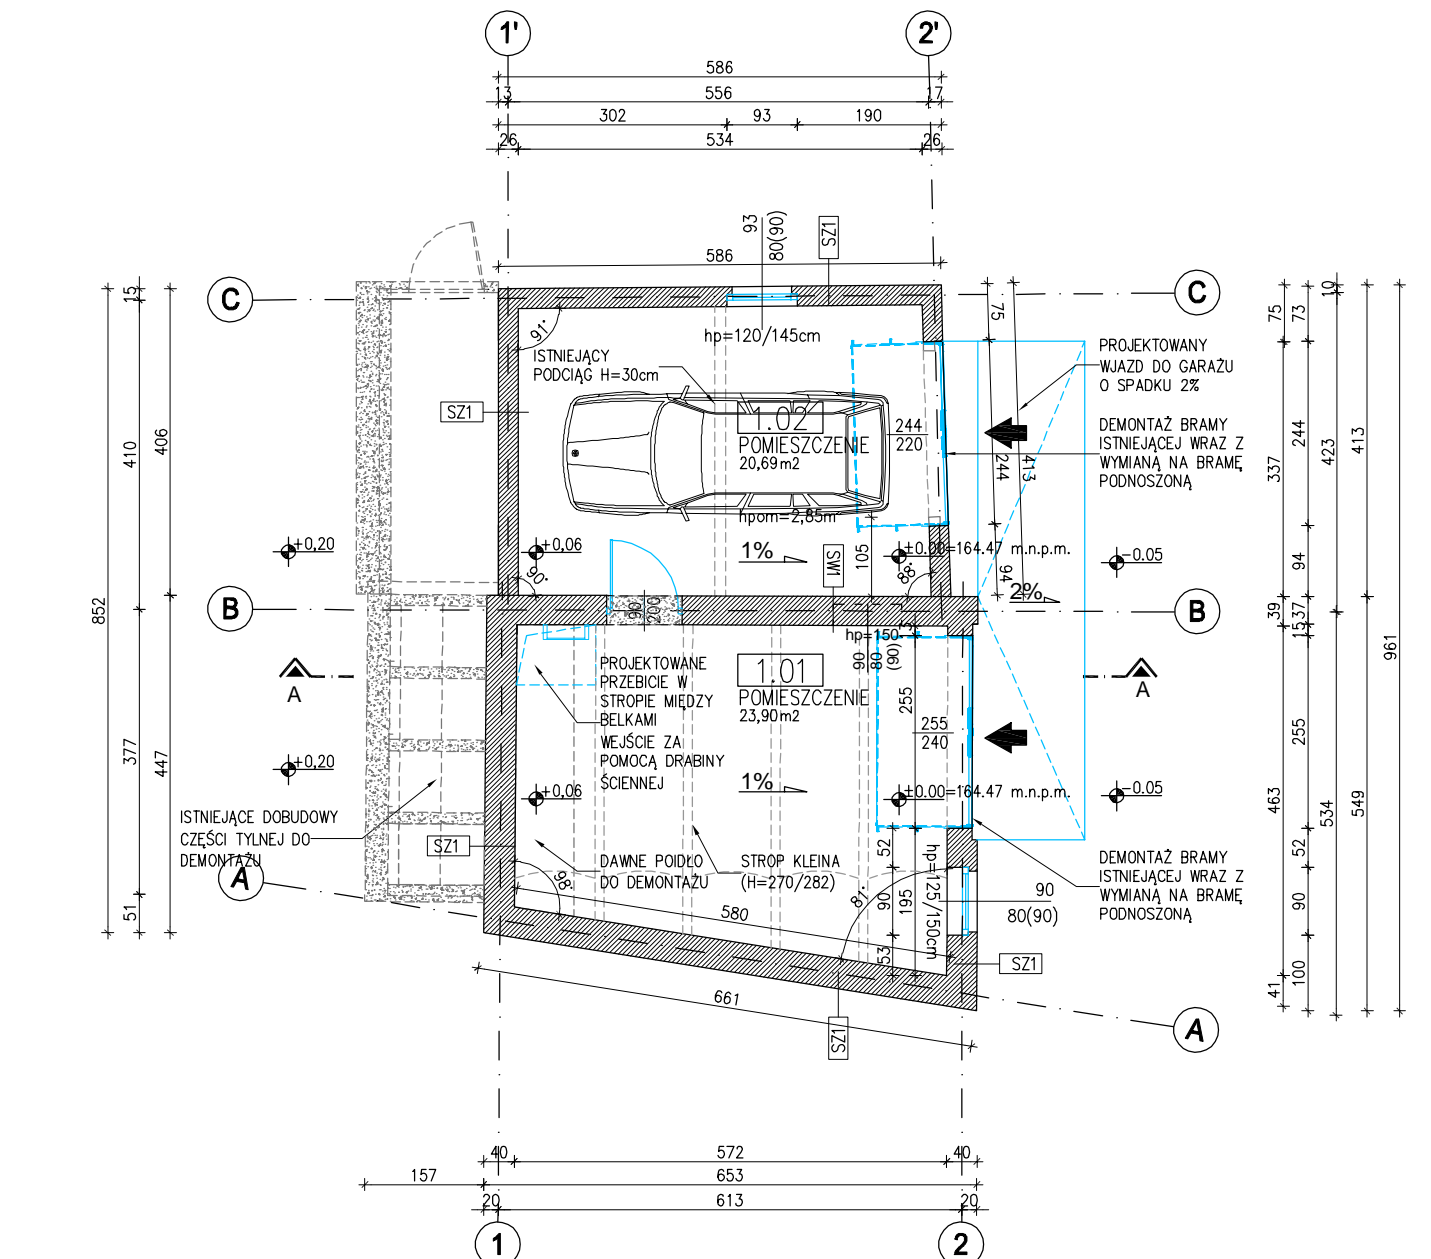 1'
2'
586
13
556
17
302
93
190
26
534
26
93
80(90)
SZ1
586
C
C
15
10
75
75
73
hp=120/145cm
91°
ISTNIEJĄCY
PODCIĄG H=30cm
PROJEKTOWANY
WJAZD DO GARAŻU
O SPADKU 2%
SZ1
1.02
POMIESZCZENIE
20,69m2
244
220
DEMONTAŻ BRAMY
ISTNIEJĄCEJ WRAZ Z
WYMIANĄ NA BRAMĘ
PODNOSZONĄ
410
406
244
413
337
244
423
413
hpom=2,85m
+0,20
+0,06
1%
SW1
105
±0.00=164.47 m.n.p.m.
-0.05
90°
88°
94
94
2%
B
90
200
B
852
39
15
37
961
hp=150
3
90
80
(90)
A
PROJEKTOWANE
PRZEBICIE W
STROPIE MIĘDZY
BELKAMI
WEJŚCIE ZA
POMOCĄ DRABINY
ŚCIENNEJ
1.01
POMIESZCZENIE
23,90m2
255
255
240
A
377
447
255
463
534
549
+0,20
+0,06
1%
±0.00=164.47 m.n.p.m.
-0.05
ISTNIEJĄCE DOBUDOWY
CZĘŚCI TYLNEJ DO
DEMONTAŻU
SZ1
DAWNE POIDŁO
DO DEMONTAŻU
STROP KLEINA
(H=270/282)
52
52
hp=125/150cm
DEMONTAŻ BRAMY
ISTNIEJĄCEJ WRAZ Z
WYMIANĄ NA BRAMĘ
PODNOSZONĄ
A
98°
81°
90
195
90
80(90)
90
51
580
53
SZ1
100
41
661
SZ1
A
40
572
40
157
653
20
613
20
1
2